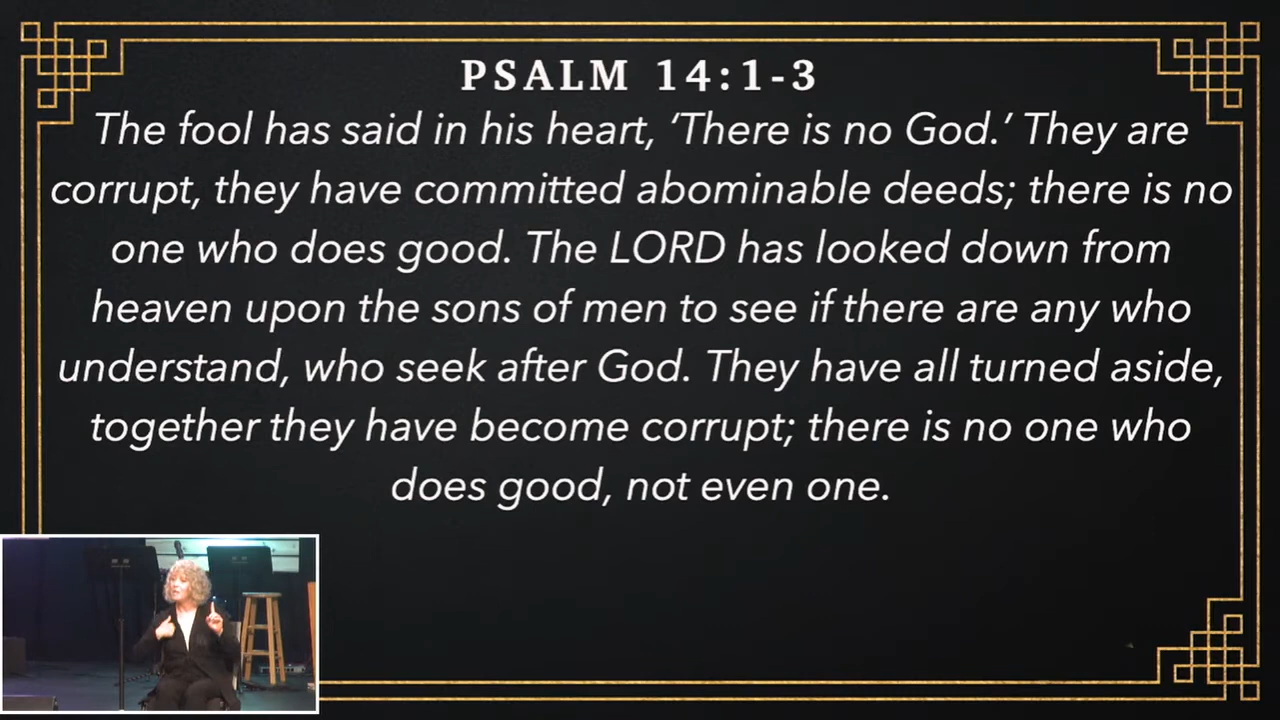 PSALM 14:1-3
The fool has said in his heart, ‘There is no God.’ They are
corrupt, they have committed abominable deeds; there is no
one who does good. The LORD has looked down from
heaven upon the sons of men to see if there are any who
understand, who seek after God. They have all turned aside,
together they have become corrupt; there is no one who
does good, not even one.